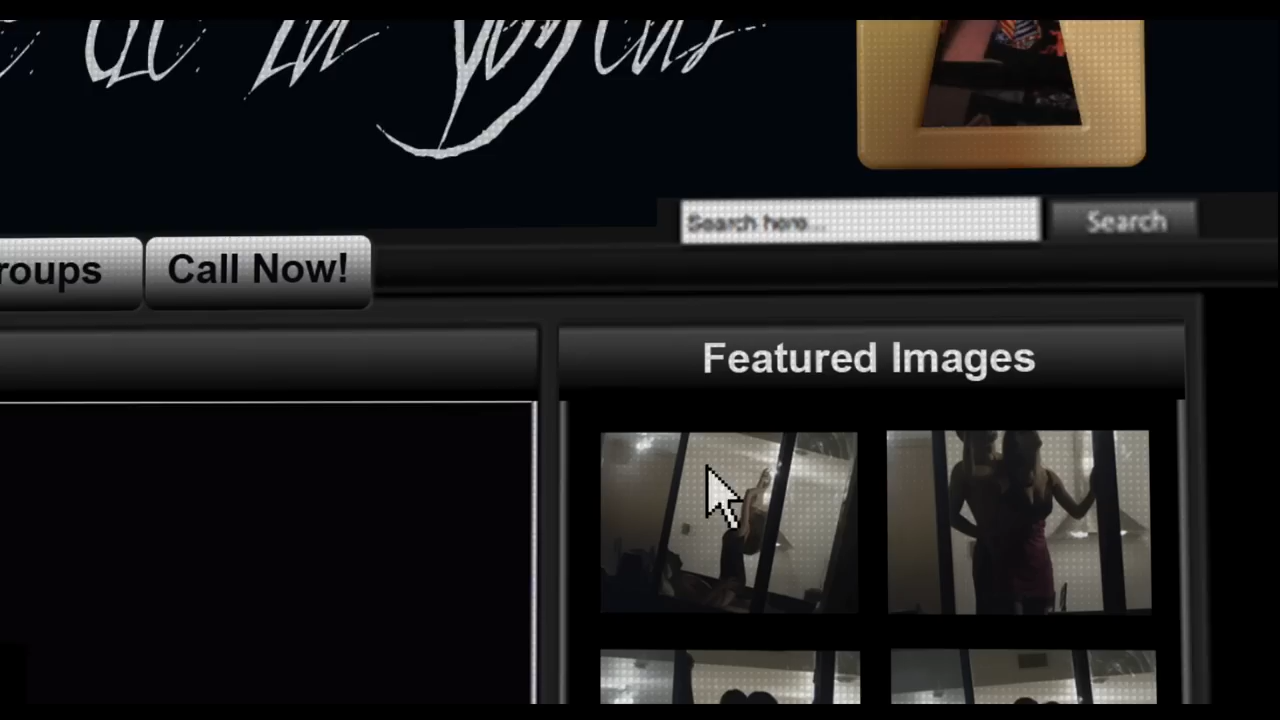 Search here...
Search
roups
Call Now!
Featured Images